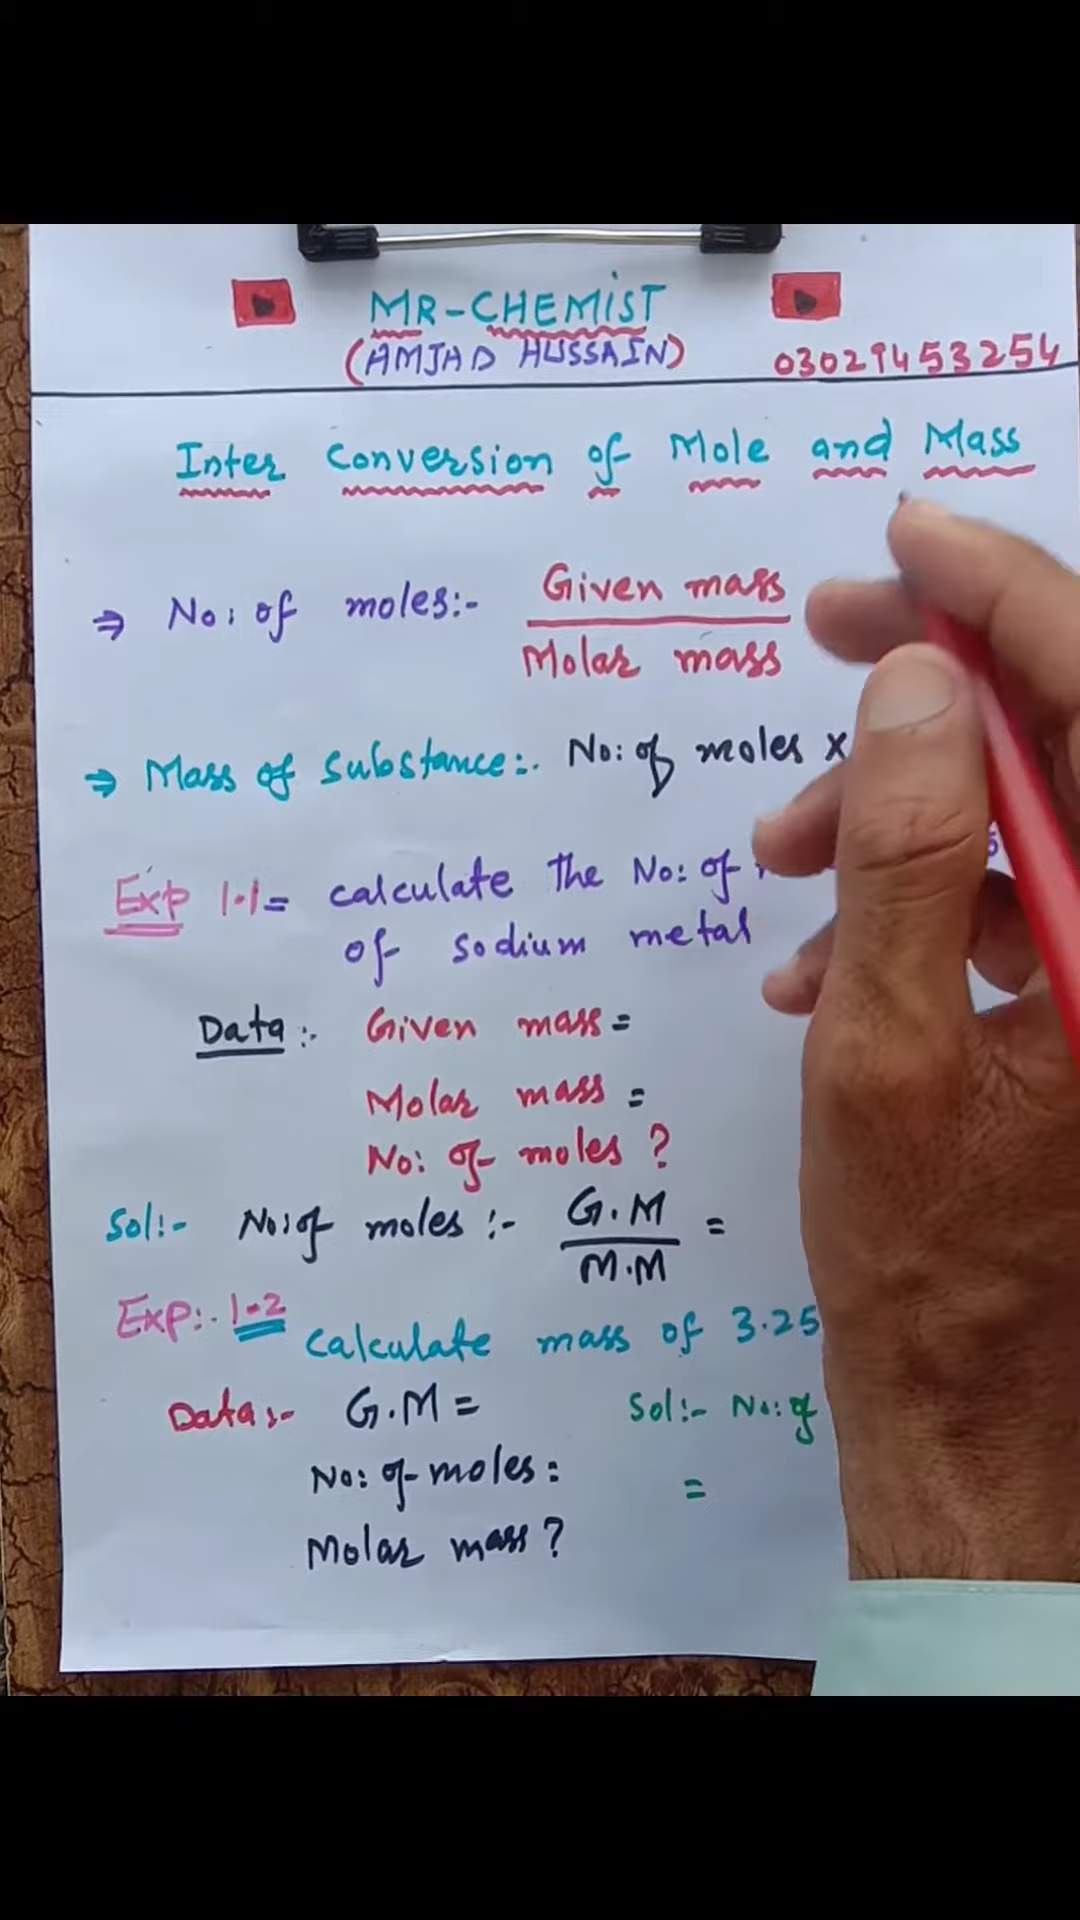 MR-CHEMIST
(AMJAD HUSSAIN) 03029453254
Inter Conversion of Mole and Mass
⇒ No: of moles:- Given mass
Molar mass
⇒ Mass of Substance:. No: of moles x
Exp 1.1= calculate the No: of
of sodium metal
Data:. Given mass=
Molar mass =
No: of moles ?
Sol:- No: of moles :- G.M =
M.M
Exp:. 1.2
calculate mass of 3.25
Data:- G.M = Sol:- No: of
No: of moles: =
Molar mass?